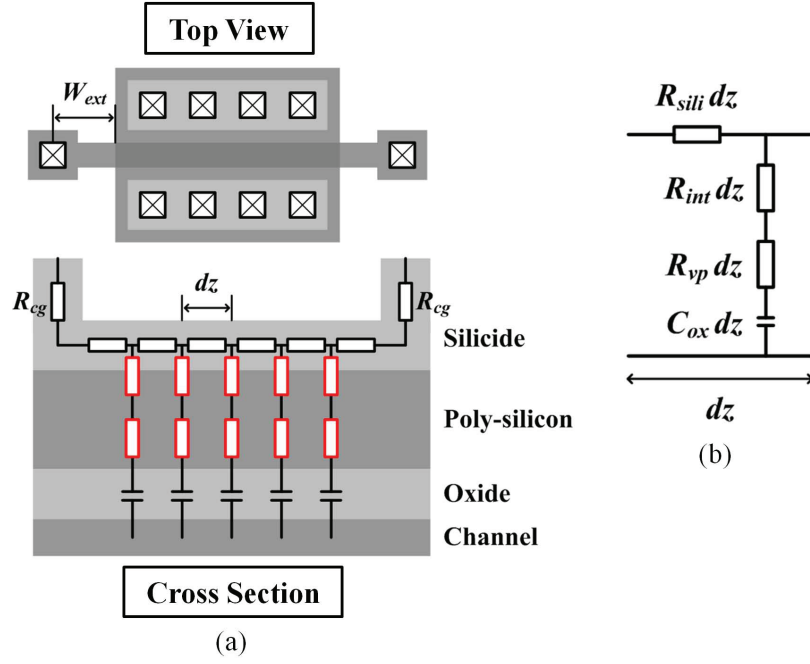 Top View
W_ext
R_cg
dz
R_cg
Silicide
Poly-silicon
Oxide
Channel
Cross Section
(a)
R_sili dz
R_int dz
R_vp dz
C_ox dz
dz
(b)